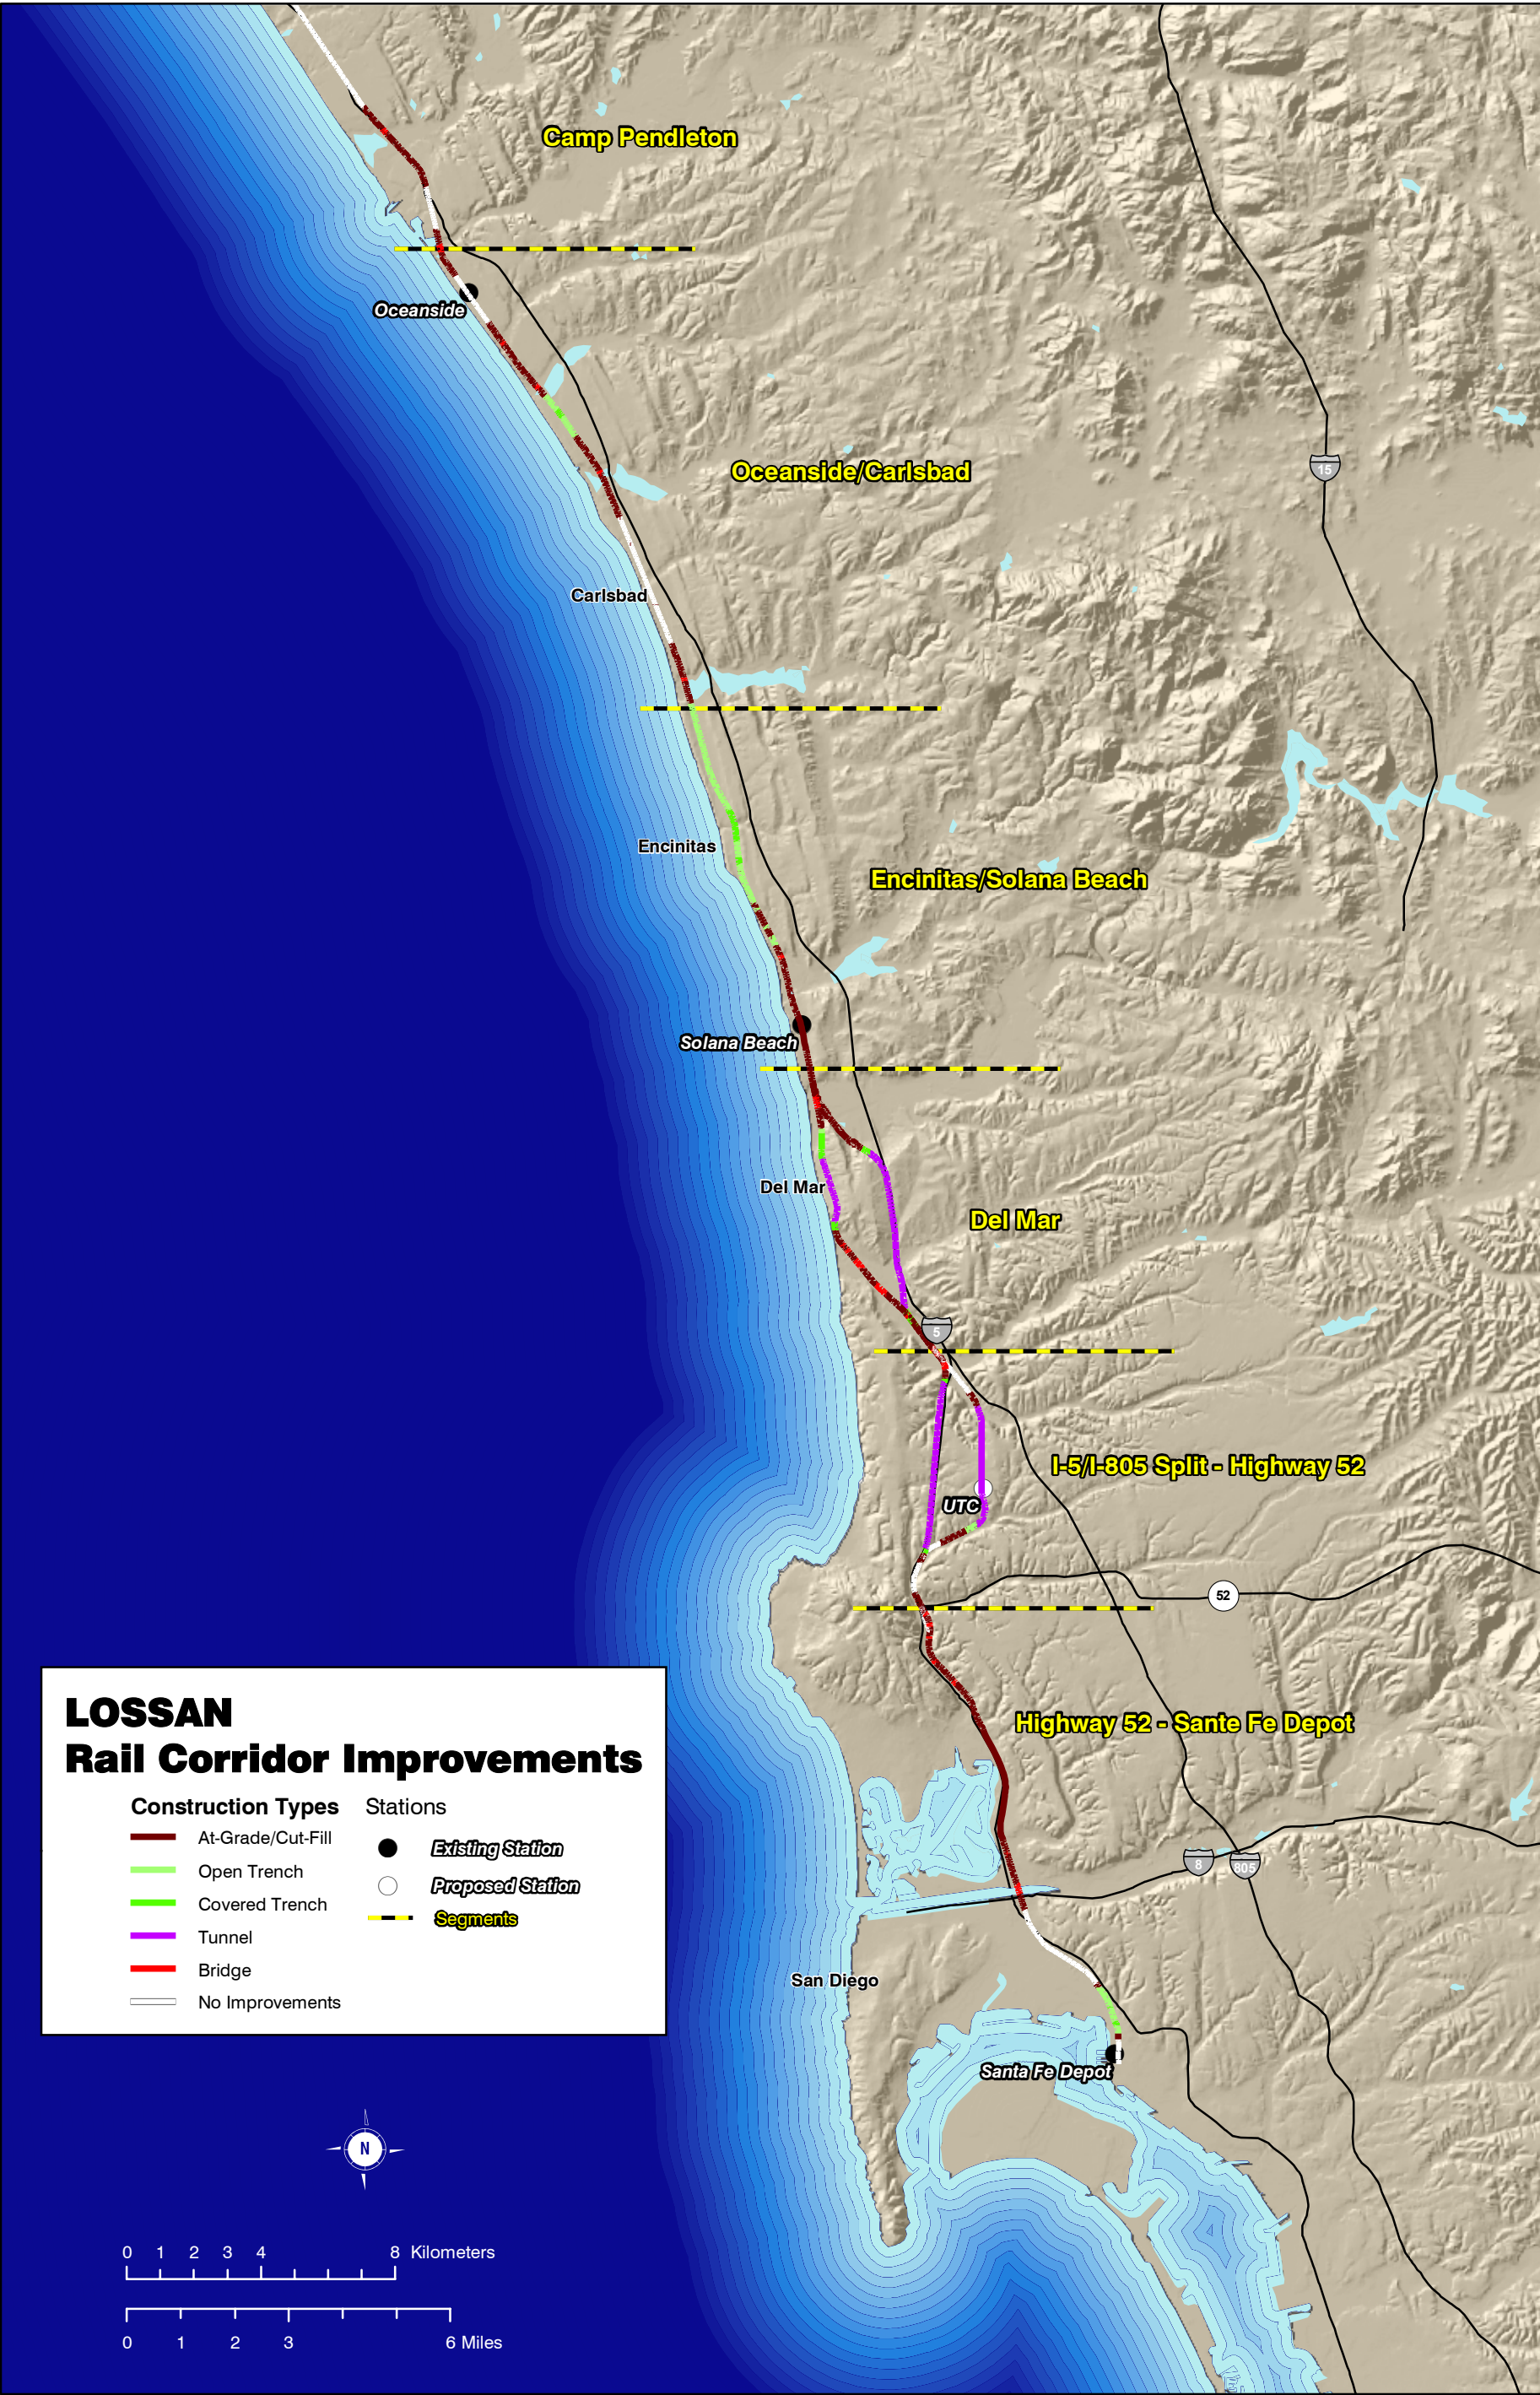 Camp Pendleton
Oceanside
Oceanside/Carlsbad
15
Carlsbad
Encinitas
Encinitas/Solana Beach
Solana Beach
Del Mar
Del Mar
5
I-5/I-805 Split - Highway 52
UTC
52
Highway 52 - Sante Fe Depot
8
805
San Diego
Santa Fe Depot
LOSSAN
Rail Corridor Improvements
Construction Types
At-Grade/Cut-Fill
Open Trench
Covered Trench
Tunnel
Bridge
No Improvements
Stations
Existing Station
Proposed Station
Segments
N
0 1 2 3 4 8 Kilometers
0 1 2 3 6 Miles